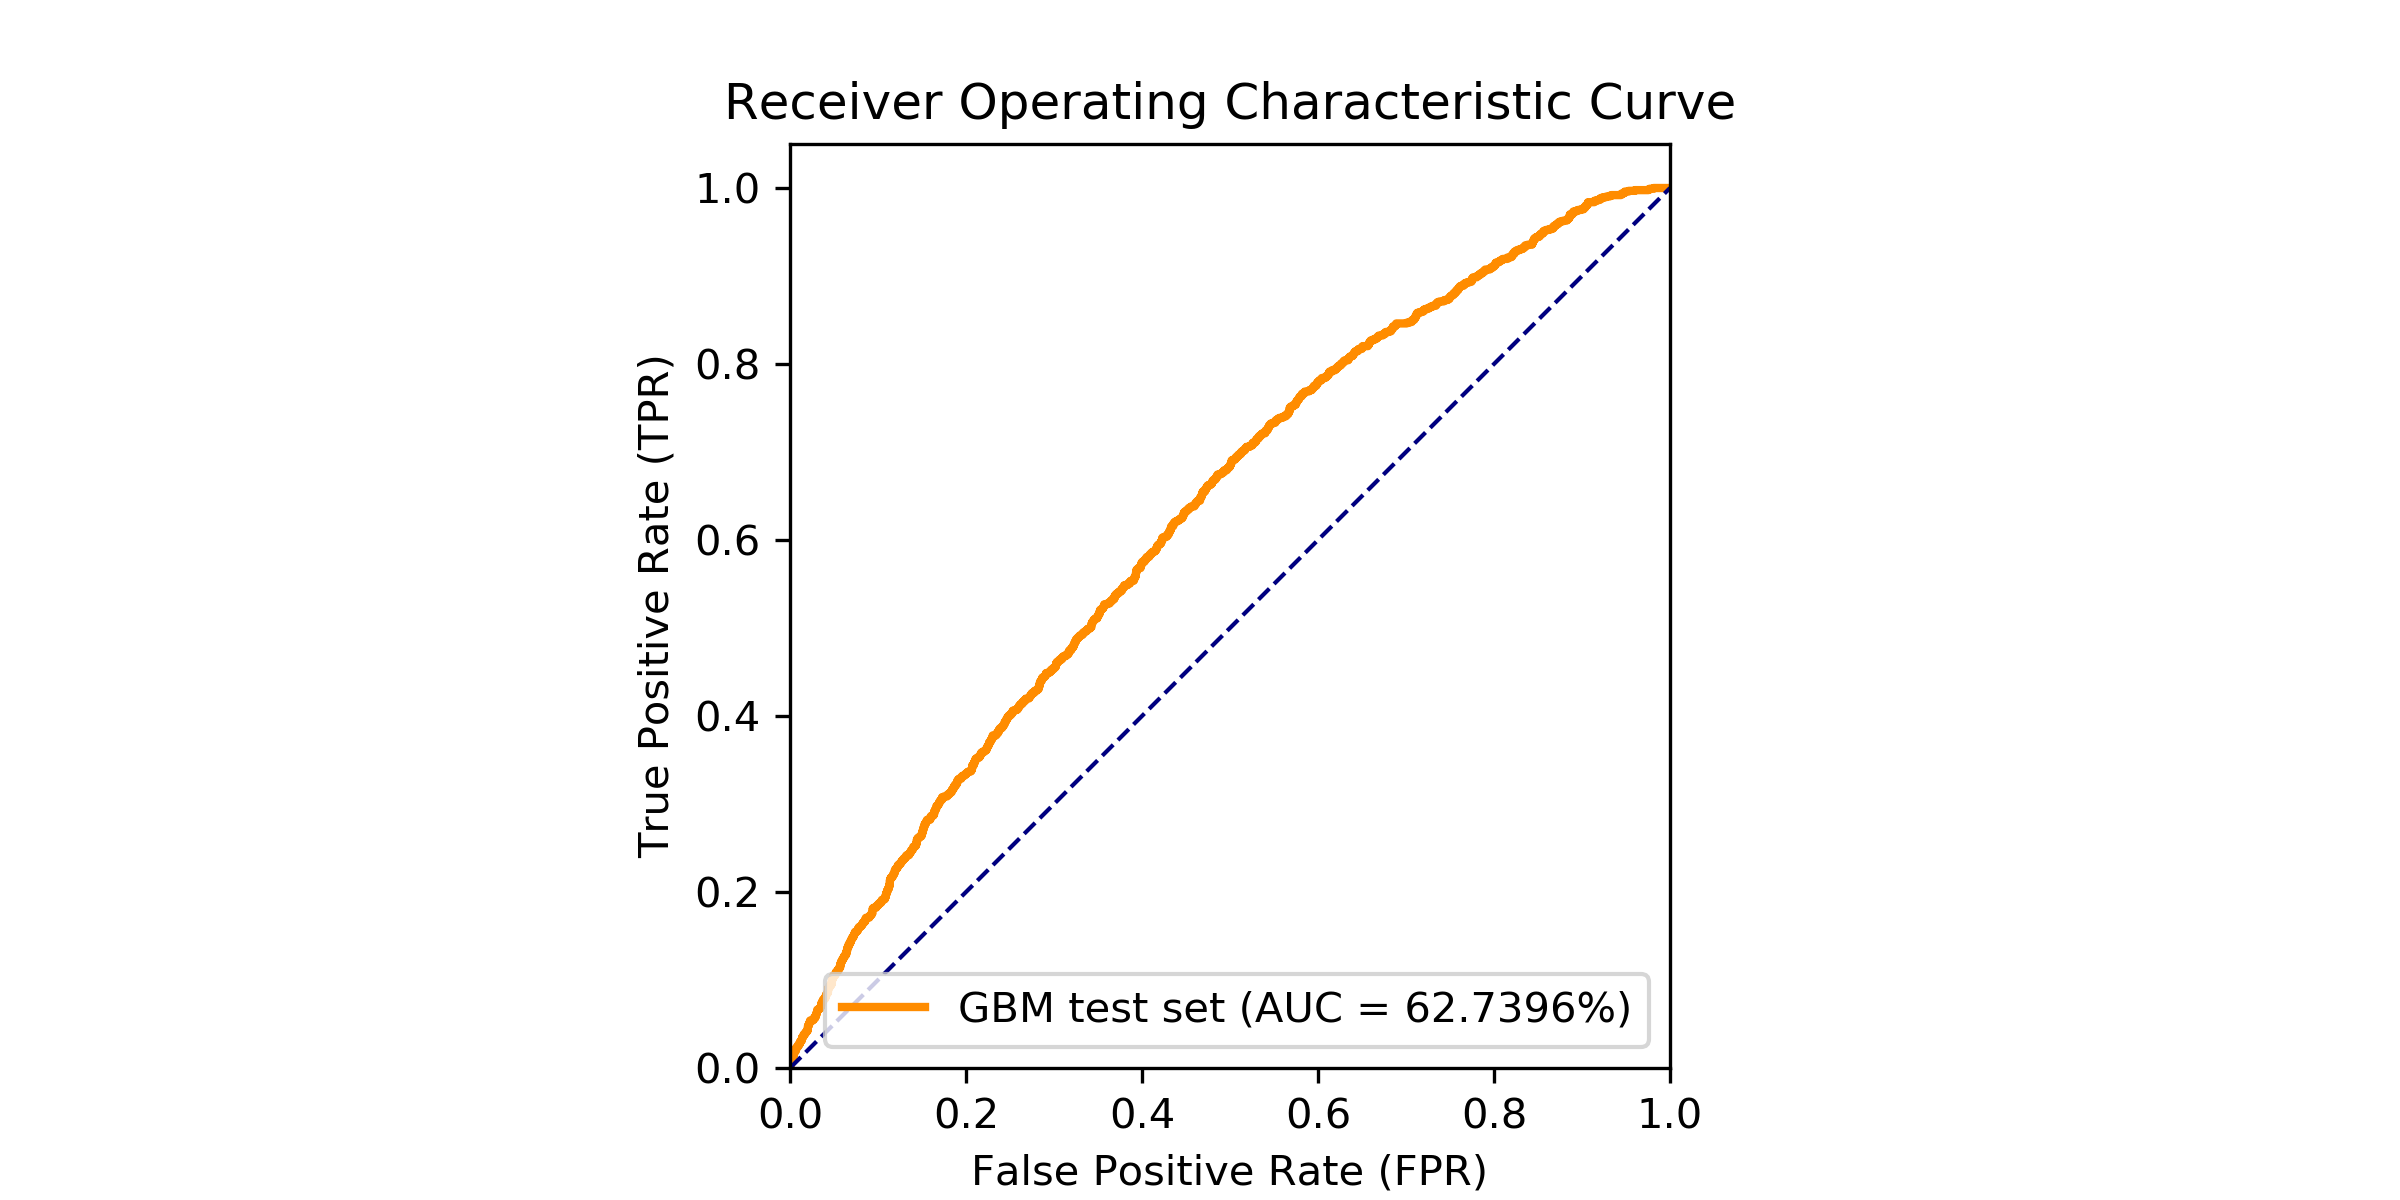 Receiver Operating Characteristic Curve
True Positive Rate (TPR)
1.0
0.8
0.6
0.4
0.2
0.0
GBM test set (AUC = 62.7396%)
0.0 0.2 0.4 0.6 0.8 1.0
False Positive Rate (FPR)